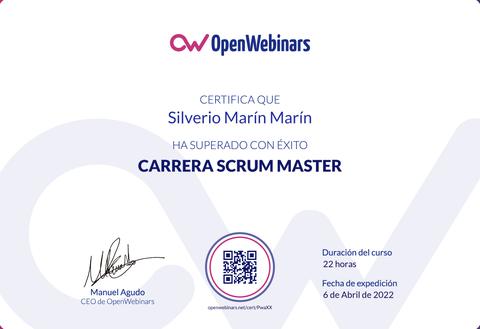 OpenWebinars
CERTIFICA QUE
Silverio Marín Marín
HA SUPERADO CON ÉXITO
CARRERA SCRUM MASTER
Manuel Agudo
CEO de OpenWebinars
openwebinars.net/cert/PwaXX
Duración del curso
22 horas
Fecha de expedición
6 de Abril de 2022